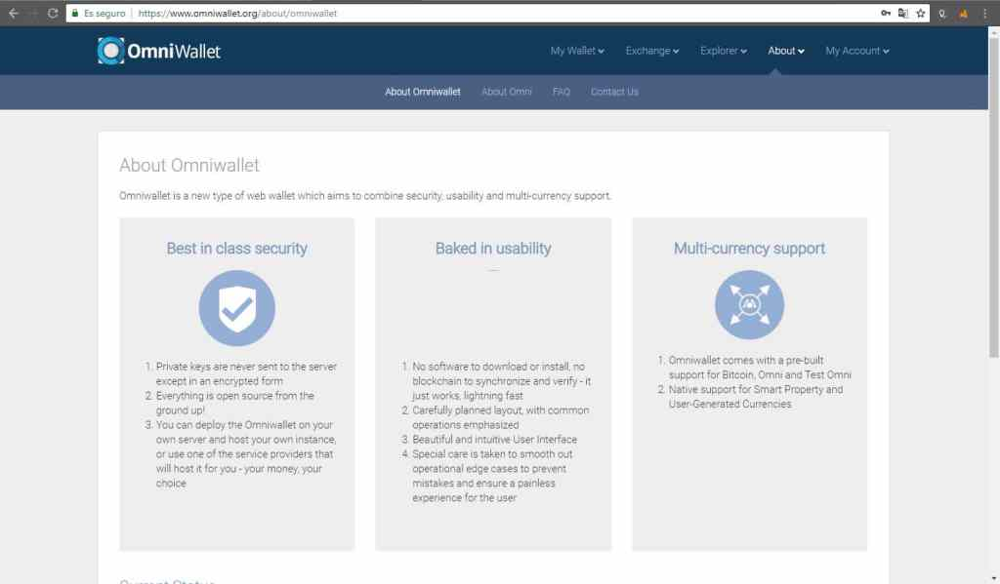 Es seguro | https://www.omniwallet.org/about/omniwallet
OmniWallet
My Wallet Exchange Explorer About My Account
About Omniwallet About Omni FAQ Contact Us
About Omniwallet
Omniwallet is a new type of web wallet which aims to combine security, usability and multi-currency support.
Best in class security
1. Private keys are never sent to the server
except in an encrypted form
2. Everything is open source from the
ground up!
3. You can deploy the Omniwallet on your
own server and host your own instance,
or use one of the service providers that
will host it for you - your money, your
choice
Baked in usability
1. No software to download or install, no
blockchain to synchronize and verify - it
just works, lightning fast
2. Carefully planned layout, with common
operations emphasized
3. Beautiful and intuitive User Interface
4. Special care is taken to smooth out
operational edge cases to prevent
mistakes and ensure a painless
experience for the user
Multi-currency support
1. Omniwallet comes with a pre-built
support for Bitcoin, Omni and Test Omni
2. Native support for Smart Property and
User-Generated Currencies
Current Status